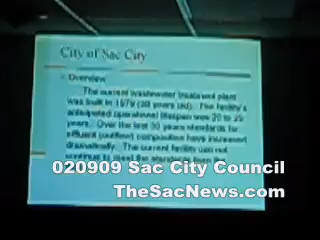 City of Sac City
Overview
The current wastewater treatment plant
was built in 1979 (30 years old). The facility's
anticipated operational lifespan was 20 to 25
years. Over the last 30 years standards for
effluent (outflow) composition have increased
dramatically. The current facility can not
continue to meet the standards from the
020909 Sac City Council
TheSacNews.com